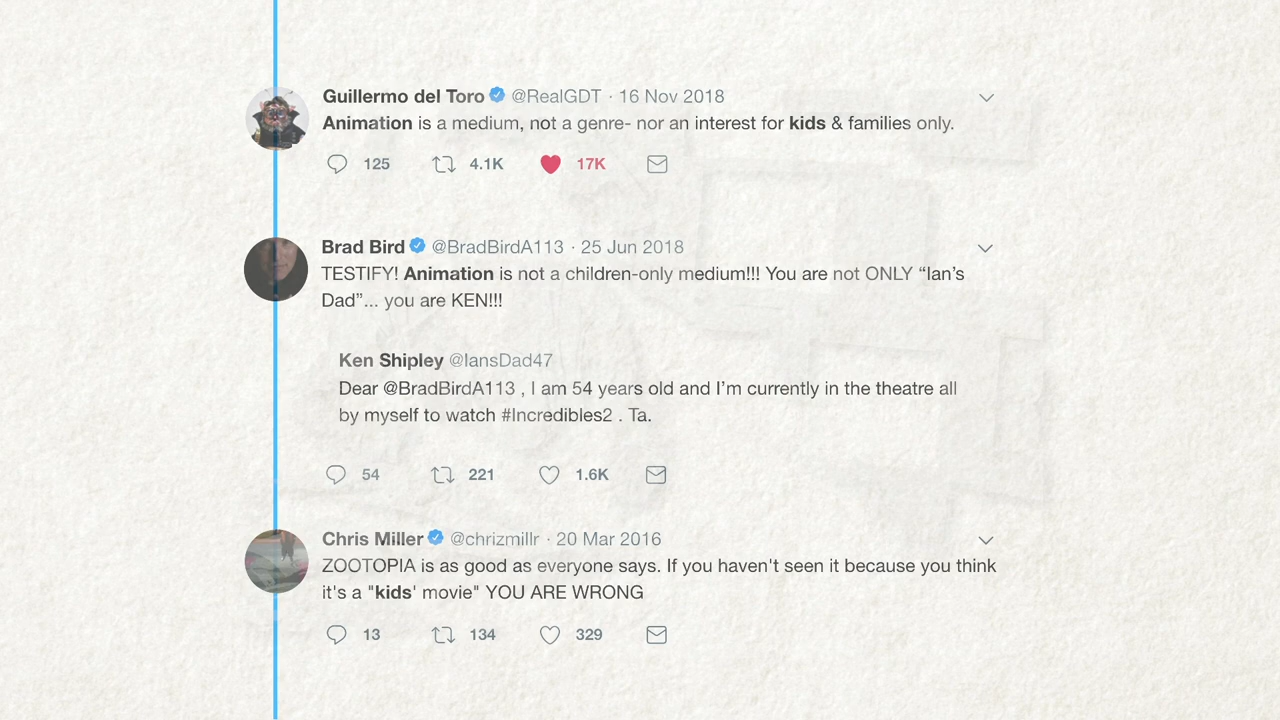 Guillermo del Toro @RealGDT · 16 Nov 2018
Animation is a medium, not a genre- nor an interest for kids & families only.
125 4.1K 17K
Brad Bird @BradBirdA113 · 25 Jun 2018
TESTIFY! Animation is not a children-only medium!!! You are not ONLY “Ian’s
Dad”... you are KEN!!!
Ken Shipley @IansDad47
Dear @BradBirdA113 , I am 54 years old and I’m currently in the theatre all
by myself to watch #Incredibles2 . Ta.
54 221 1.6K
Chris Miller @chrizmillr · 20 Mar 2016
ZOOTOPIA is as good as everyone says. If you haven't seen it because you think
it's a "kids' movie" YOU ARE WRONG
13 134 329